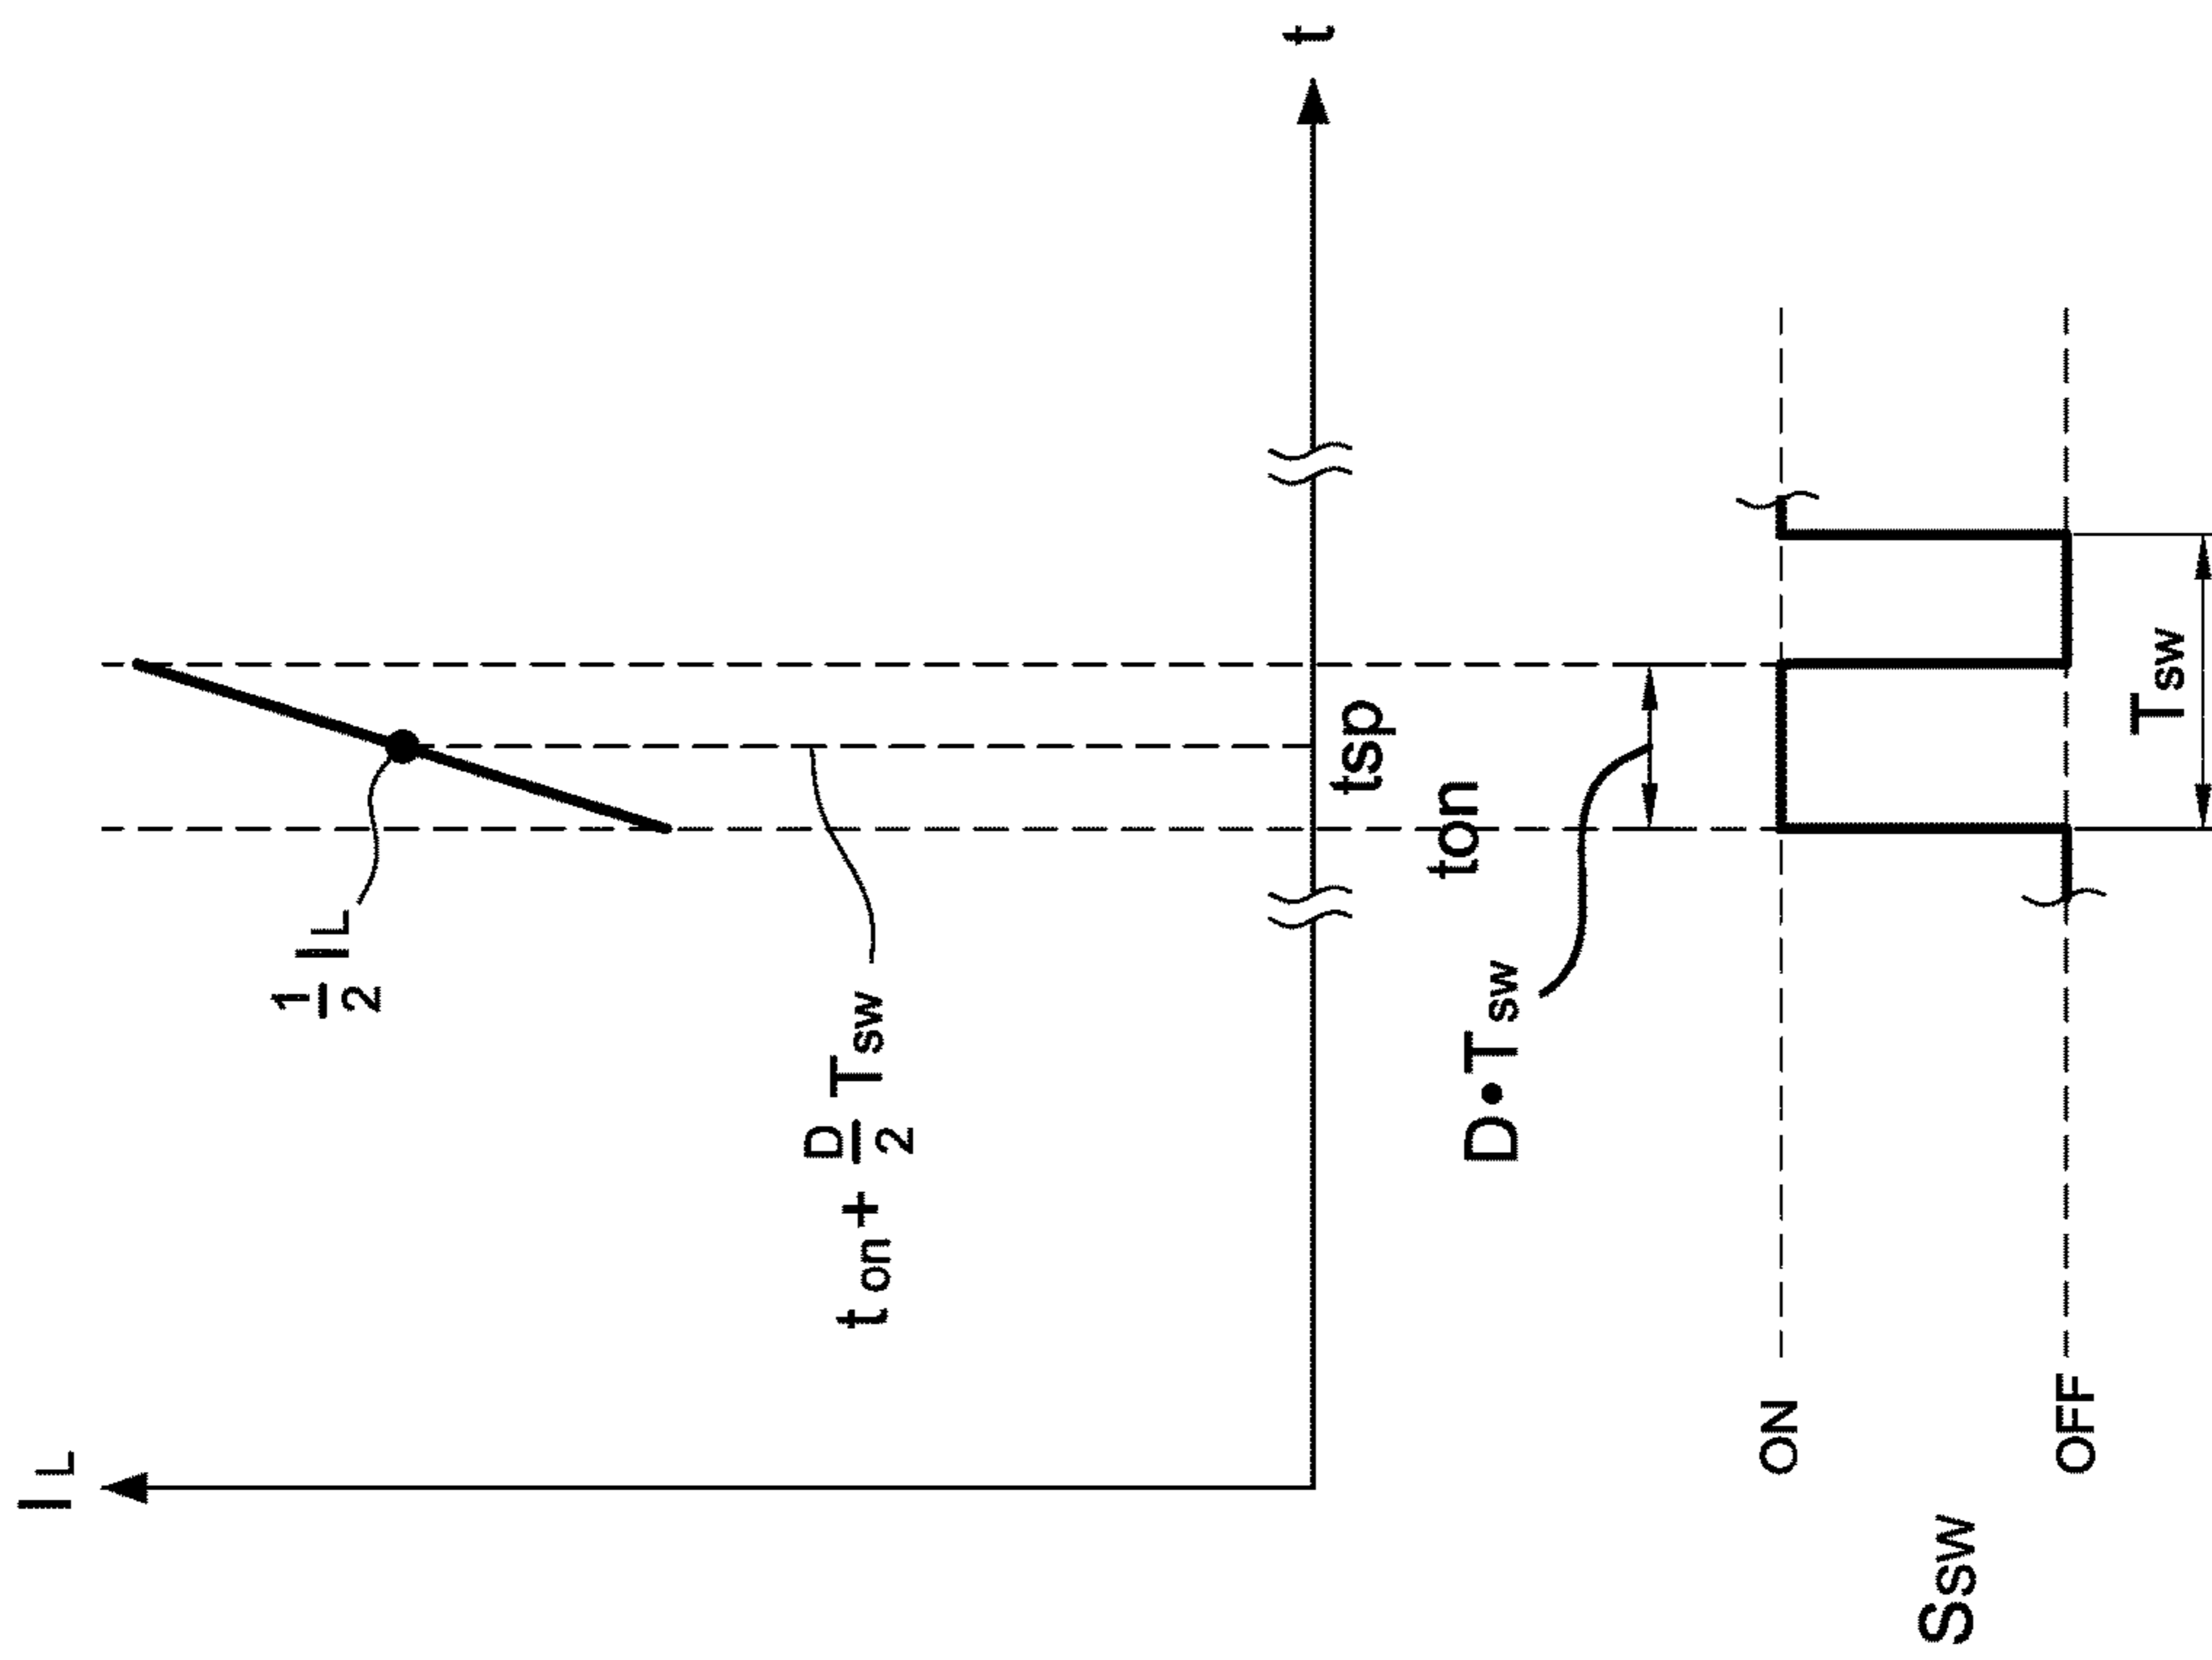 IL
1/2 IL
ton + D/2 Tsw
t
tsp
ton
D•Tsw
ON
Ssw
OFF
Tsw